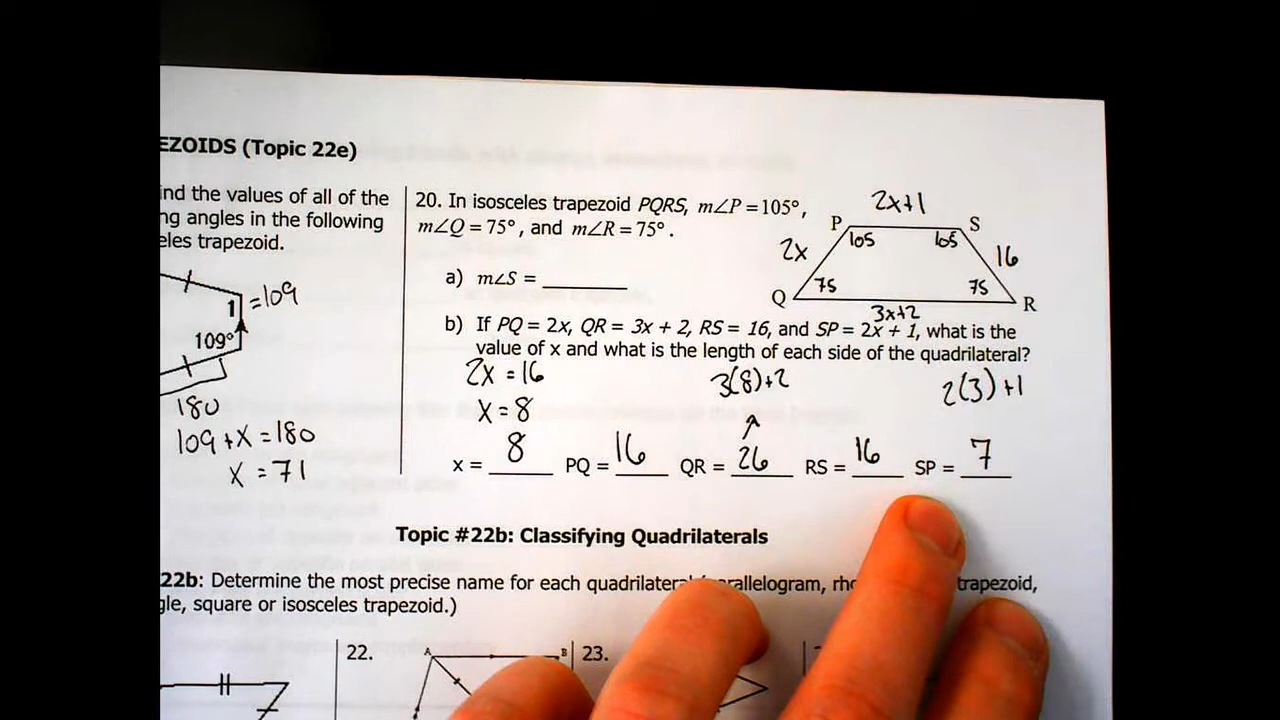 EZOIDS (Topic 22e)
ind the values of all of the
ng angles in the following
eles trapezoid.
1 =109
109°
180
109+x=180
x=71
20. In isosceles trapezoid PQRS, m∠P=105°,
m∠Q=75°, and m∠R=75°.
2x+1
P
S
105
105
2x
16
75
75
Q
R
3x+2
a) m∠S = ________
b) If PQ = 2x, QR = 3x + 2, RS = 16, and SP = 2x + 1, what is the
value of x and what is the length of each side of the quadrilateral?
2x =16
3(8)+2
2(3)+1
x=8
x = 8 PQ = 16 QR = 26 RS = 16 SP = 7
Topic #22b: Classifying Quadrilaterals
22b: Determine the most precise name for each quadrilateral trapezoid,
gle, square or isosceles trapezoid.)
22.
A
B
23.